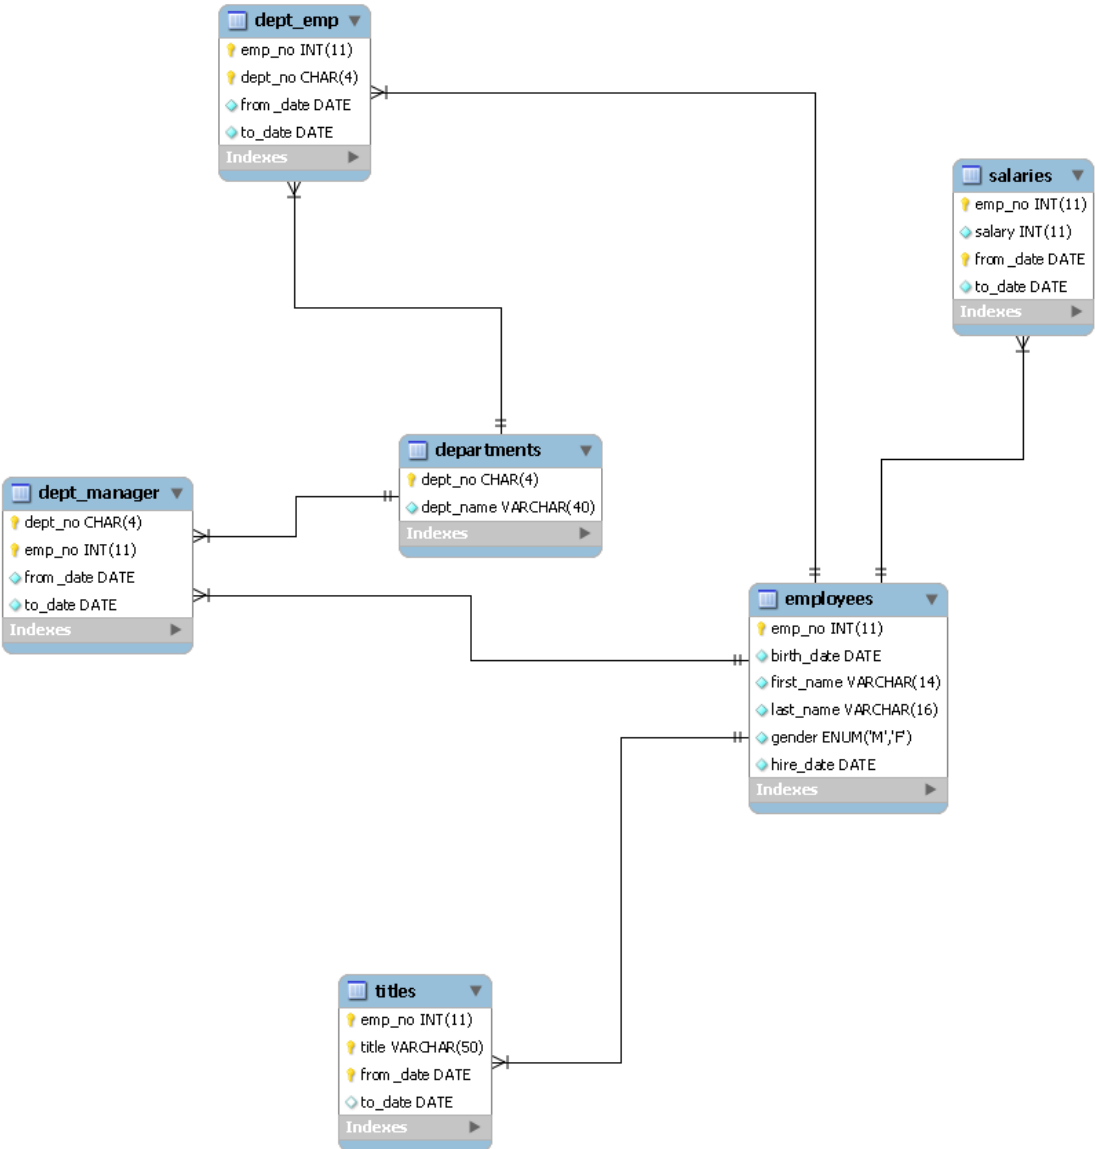 dept_emp
emp_no INT(11)
dept_no CHAR(4)
from_date DATE
to_date DATE
Indexes
salaries
emp_no INT(11)
salary INT(11)
from_date DATE
to_date DATE
Indexes
departments
dept_no CHAR(4)
dept_name VARCHAR(40)
Indexes
dept_manager
dept_no CHAR(4)
emp_no INT(11)
from_date DATE
to_date DATE
Indexes
employees
emp_no INT(11)
birth_date DATE
first_name VARCHAR(14)
last_name VARCHAR(16)
gender ENUM('M','F')
hire_date DATE
Indexes
titles
emp_no INT(11)
title VARCHAR(50)
from_date DATE
to_date DATE
Indexes